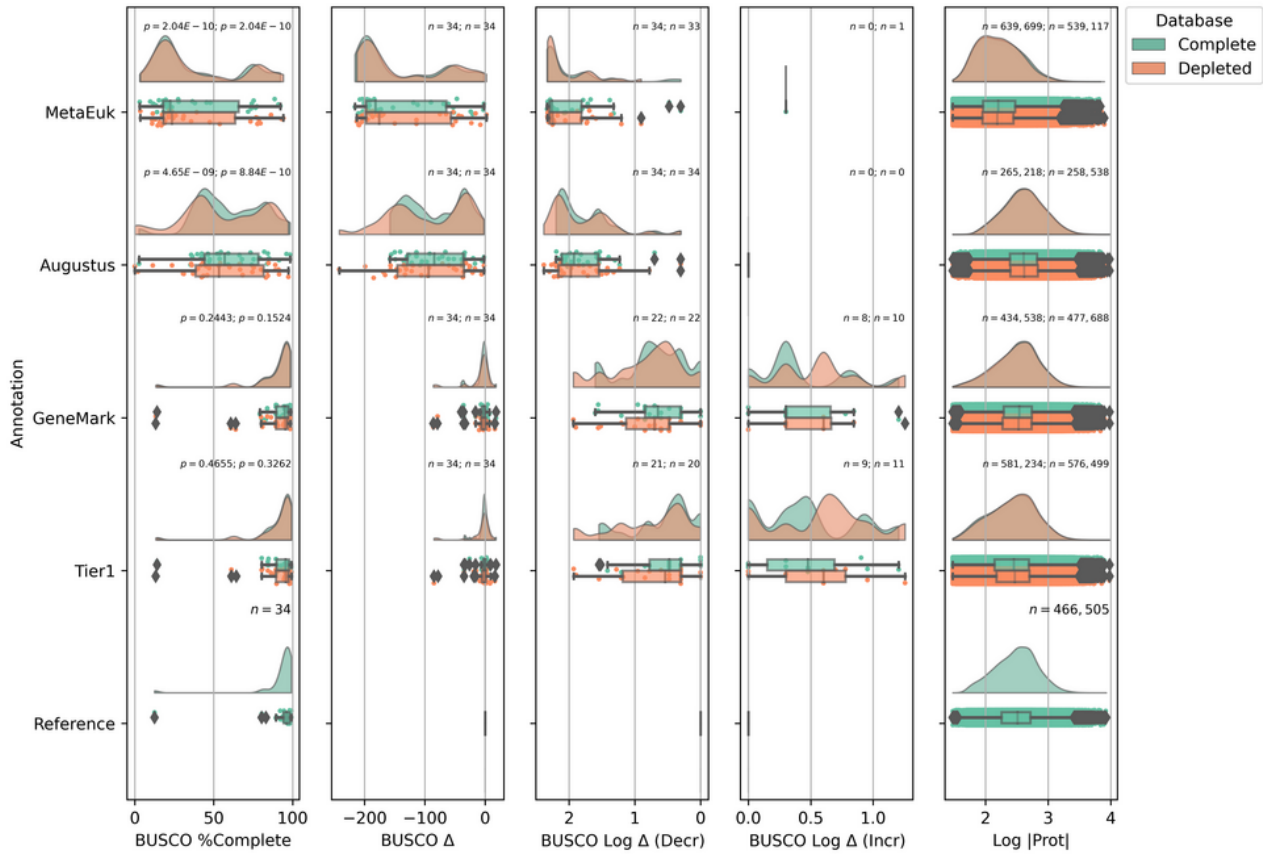 p = 2.04E − 10; p = 2.04E − 10
n = 34; n = 34
n = 34; n = 33
n = 0; n = 1
n = 639, 699; n = 539, 117
Database
Complete
Depleted
MetaEuk
p = 4.65E − 09; p = 8.84E − 10
n = 34; n = 34
n = 34; n = 34
n = 0; n = 0
n = 265, 218; n = 258, 538
Augustus
p = 0.2443; p = 0.1524
n = 34; n = 34
n = 22; n = 22
n = 8; n = 10
n = 434, 538; n = 477, 688
Annotation
GeneMark
p = 0.4655; p = 0.3262
n = 34; n = 34
n = 21; n = 20
n = 9; n = 11
n = 581, 234; n = 576, 499
Tier1
n = 34
n = 466, 505
Reference
0 50 100
−200 −100 0
2 1 0
0.0 0.5 1.0
2 3 4
BUSCO %Complete
BUSCO Δ
BUSCO Log Δ (Decr)
BUSCO Log Δ (Incr)
Log |Prot|